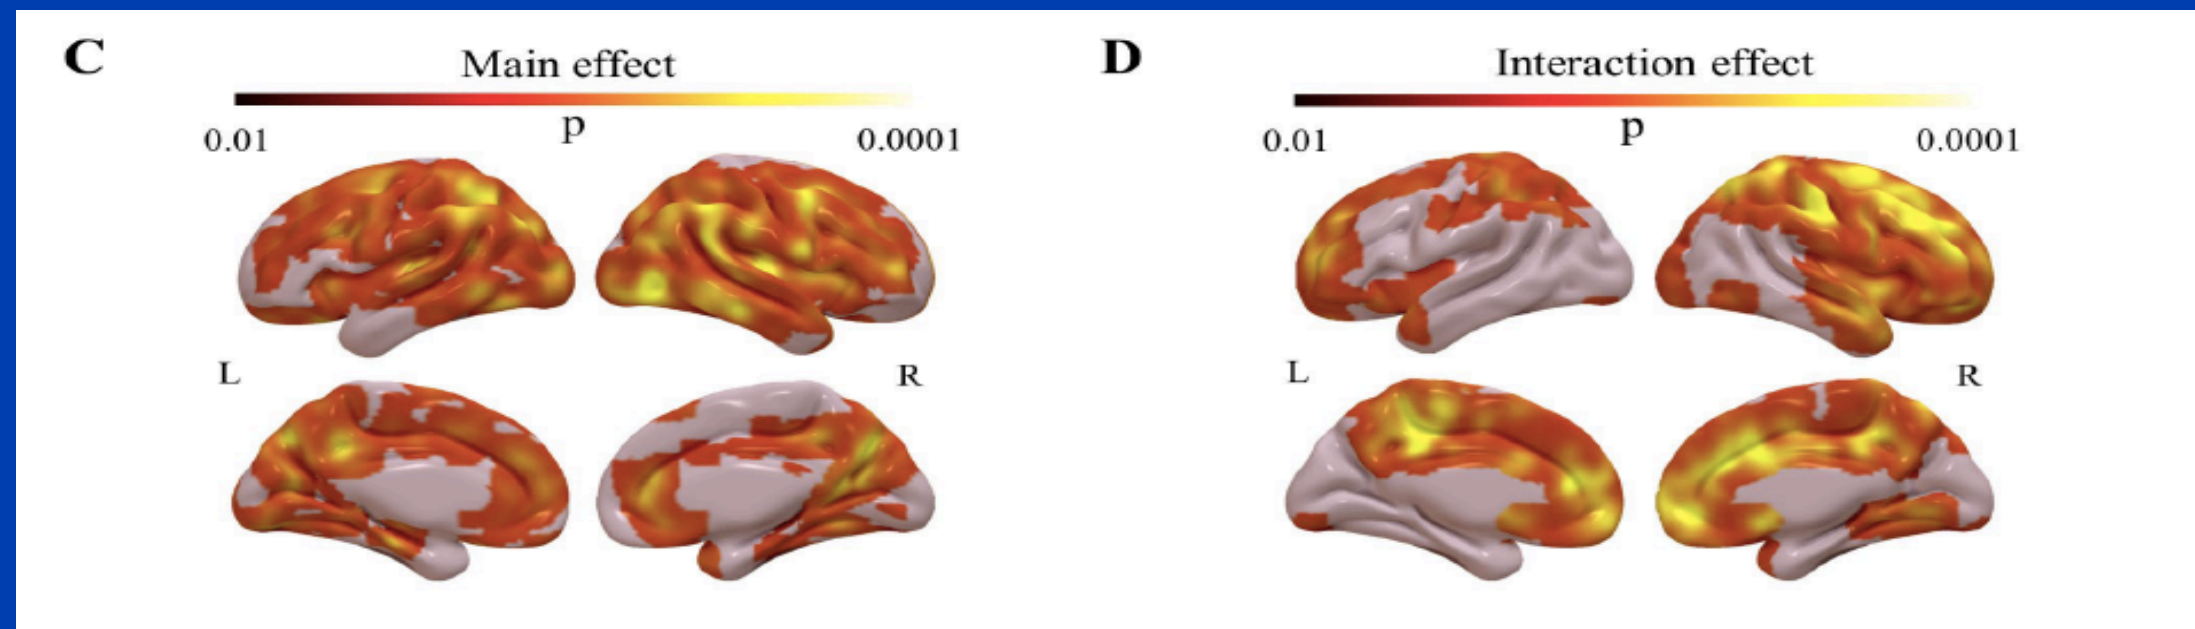 C
Main effect
0.01
p
0.0001
L
R
D
Interaction effect
0.01
p
0.0001
L
R